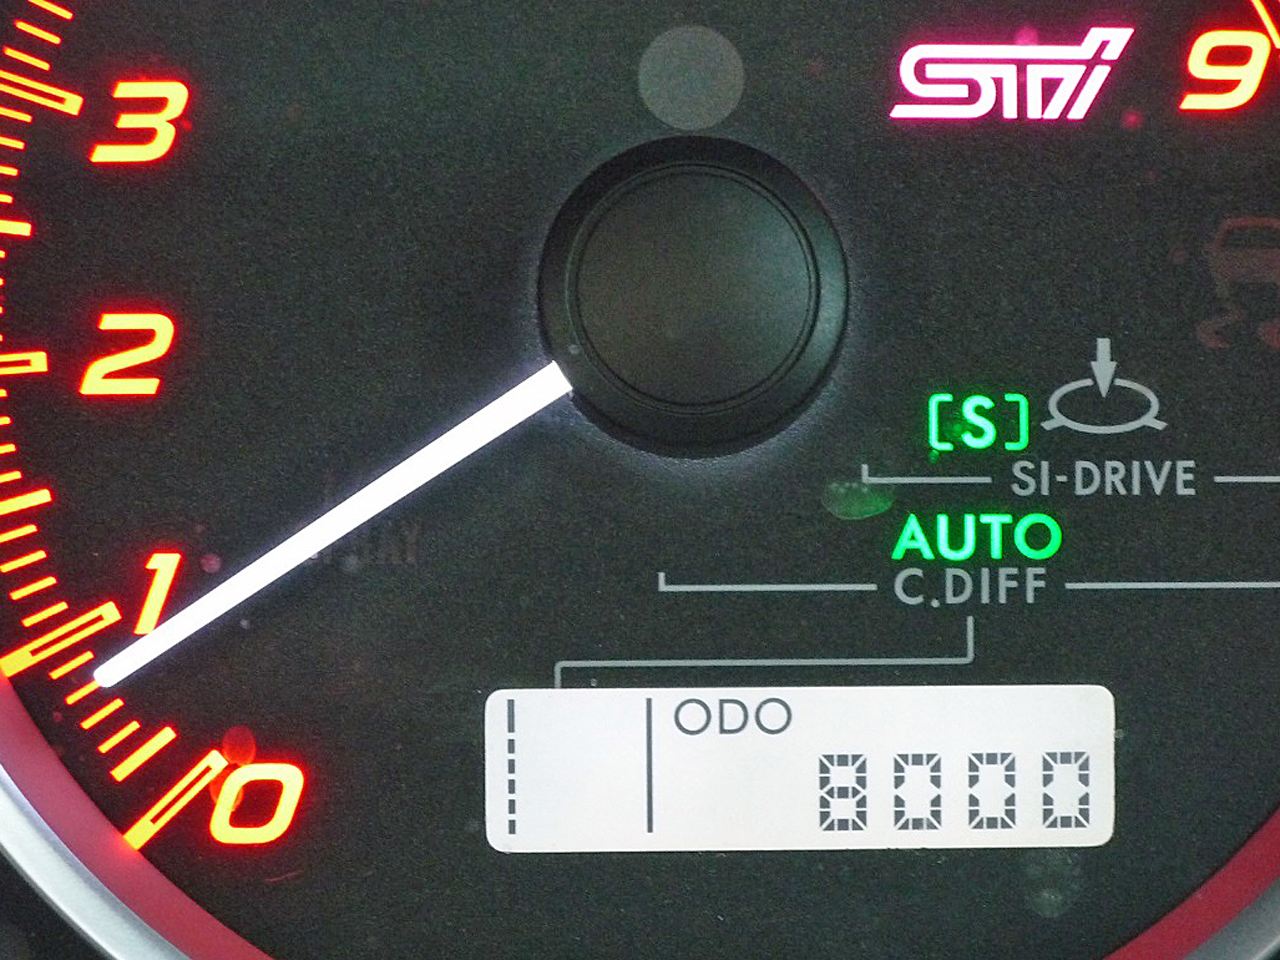 3
STi
9
2
[S]
SI-DRIVE
AUTO
1
C.DIFF
ODO
0
8000